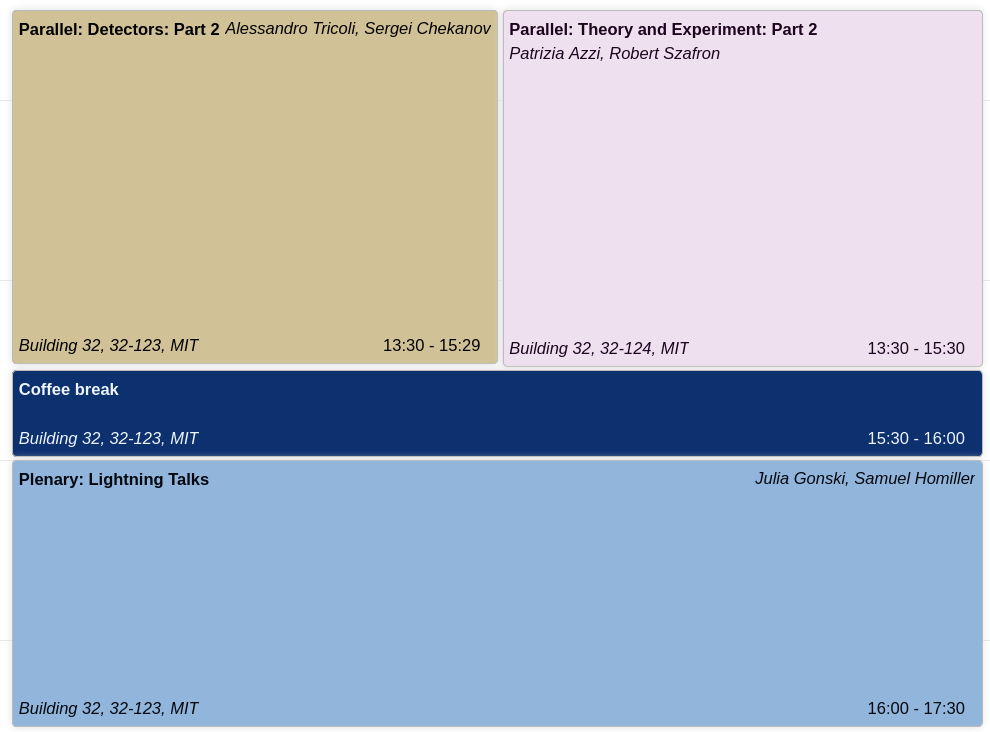 Parallel: Detectors: Part 2 Alessandro Tricoli, Sergei Chekanov
Building 32, 32-123, MIT 13:30 - 15:29
Parallel: Theory and Experiment: Part 2
Patrizia Azzi, Robert Szafron
Building 32, 32-124, MIT 13:30 - 15:30
Coffee break
Building 32, 32-123, MIT 15:30 - 16:00
Plenary: Lightning Talks Julia Gonski, Samuel Homiller
Building 32, 32-123, MIT 16:00 - 17:30